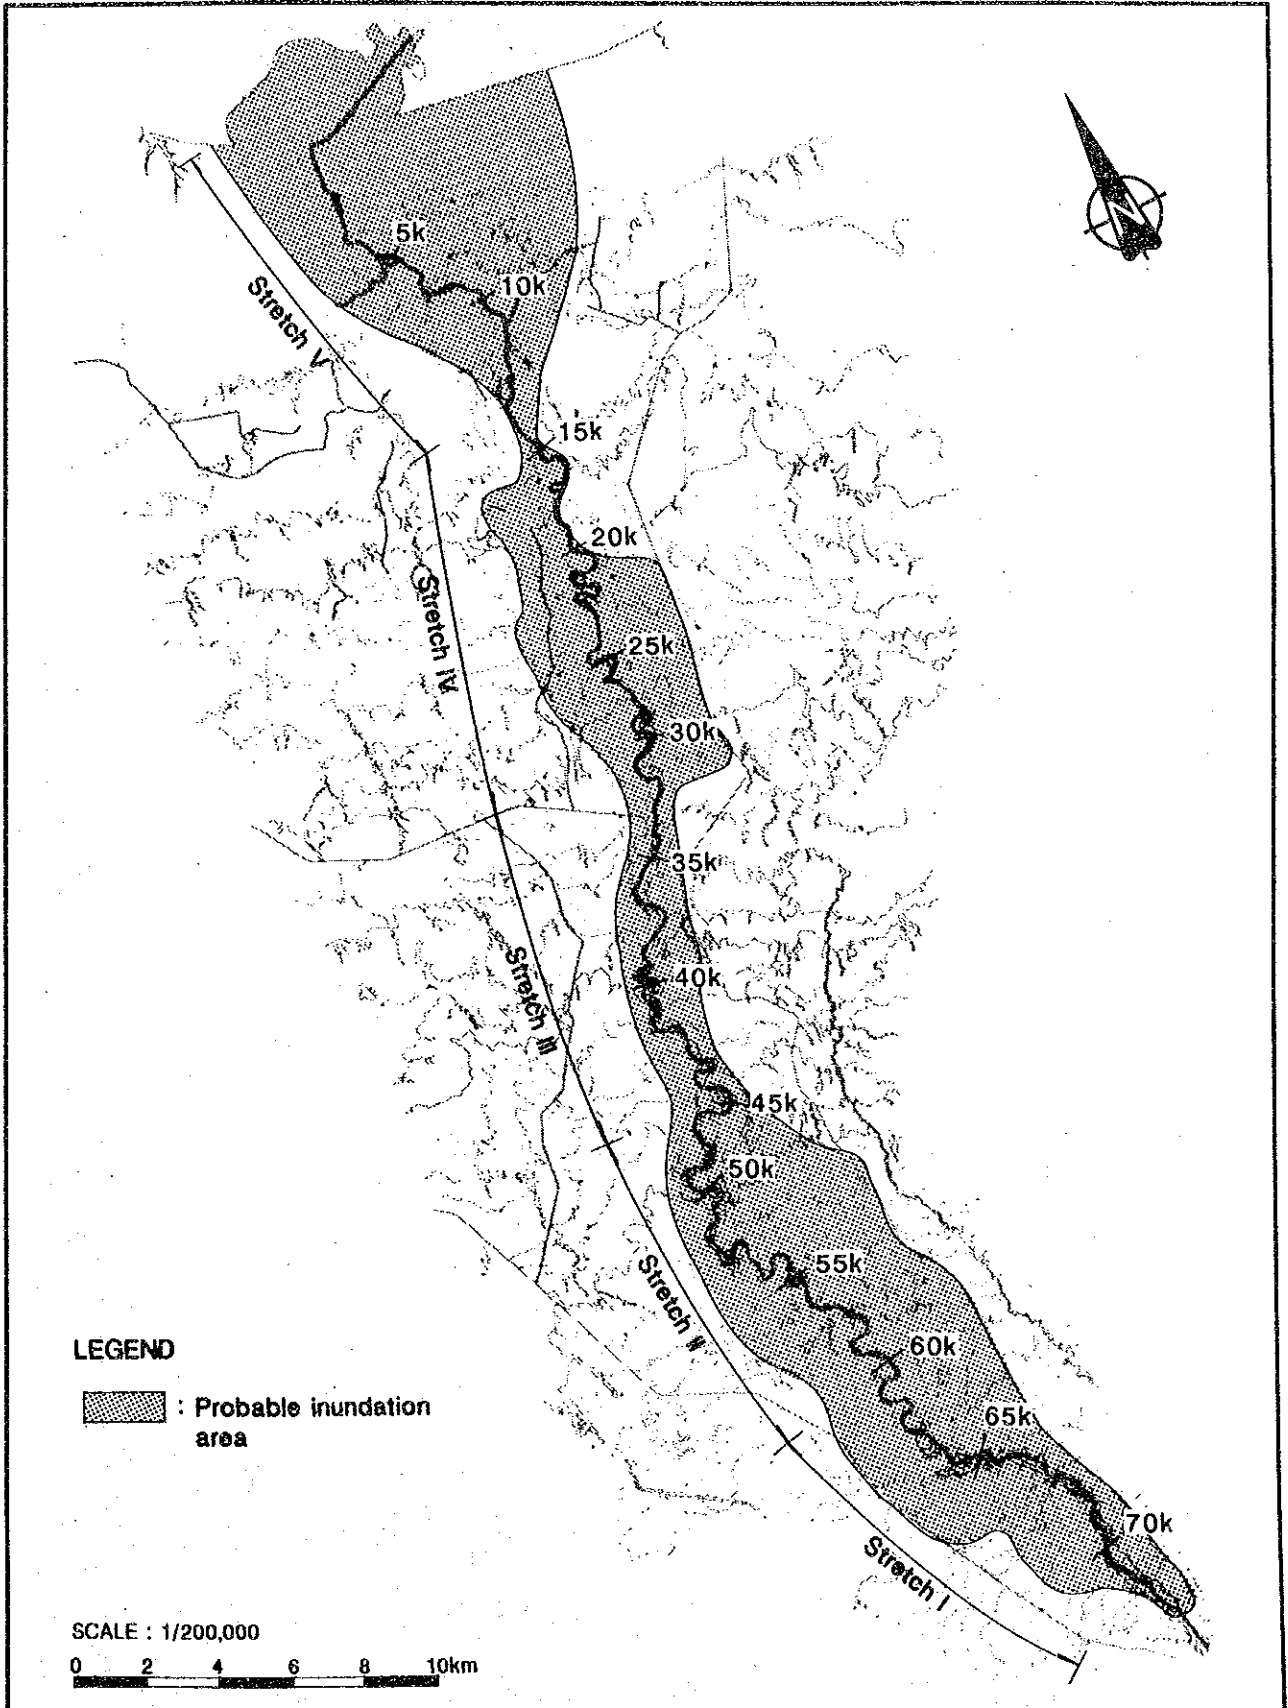 5k
10k
Stretch V
15k
20k
Stretch IV
25k
30k
35k
Stretch III
40k
45k
50k
Stretch II
55k
60k
65k
70k
Stretch I
N
LEGEND
: Probable inundation
area
SCALE : 1/200,000
0 2 4 6 8 10km